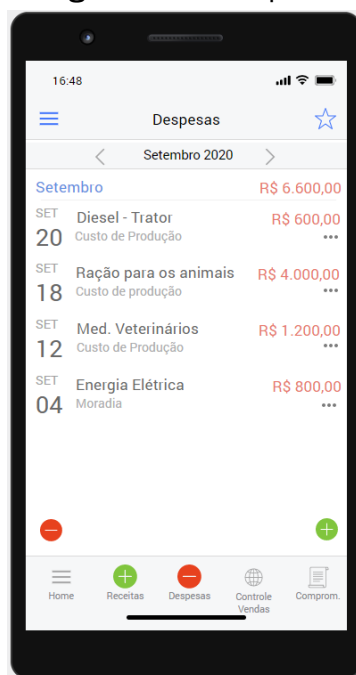 16:48
Despesas
Setembro 2020
Setembro R$ 6.600,00
SET
20
Diesel - Trator
Custo de Produção
R$ 600,00
SET
18
Ração para os animais
Custo de produção
R$ 4.000,00
SET
12
Med. Veterinários
Custo de Produção
R$ 1.200,00
SET
04
Energia Elétrica
Moradia
R$ 800,00
Home
Receitas
Despesas
Controle
Vendas
Comprom.